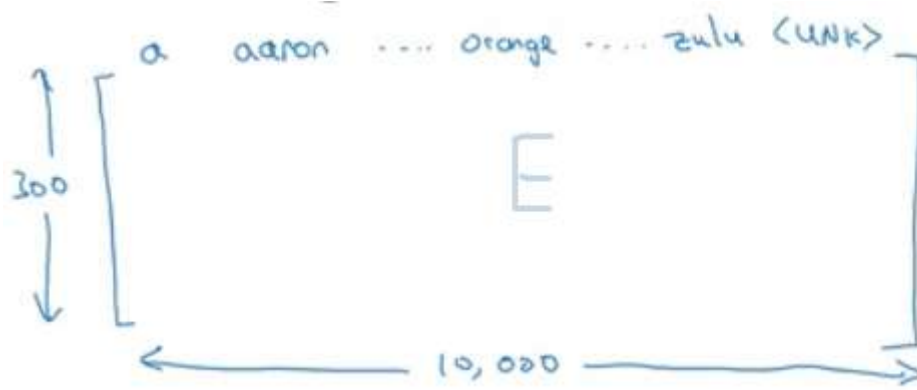 a aaron .... orange .... zulu <UNK>
300
E
10,000